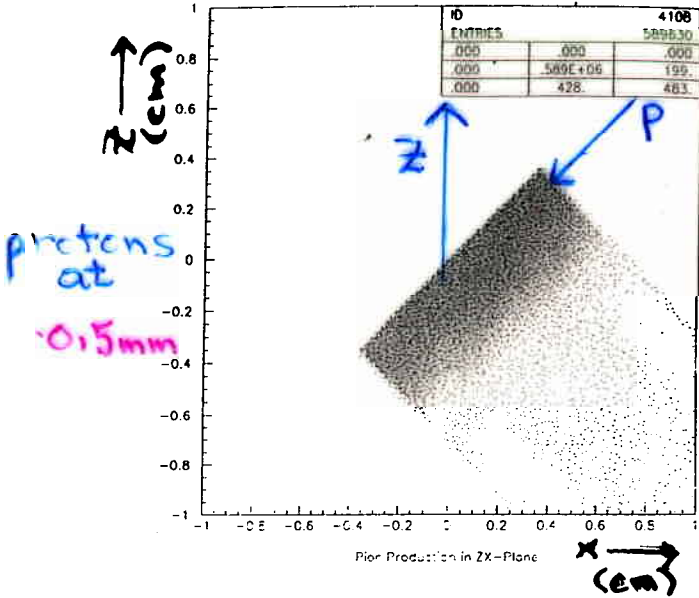 ID 4108
ENTRIES 589830
.000 .000 .000
.000 .589E+06 199.
.000 428. 483.
Z (cm)
1
0.8
0.6
0.4
0.2
0
-0.2
-0.4
-0.6
-0.8
-1
Z
P
protons
at
0,5mm
-1 -0.8 -0.6 -0.4 -0.2 0 0.2 0.4 0.6 0.8 1
Pion Production in ZX-Plane
x
(cm)